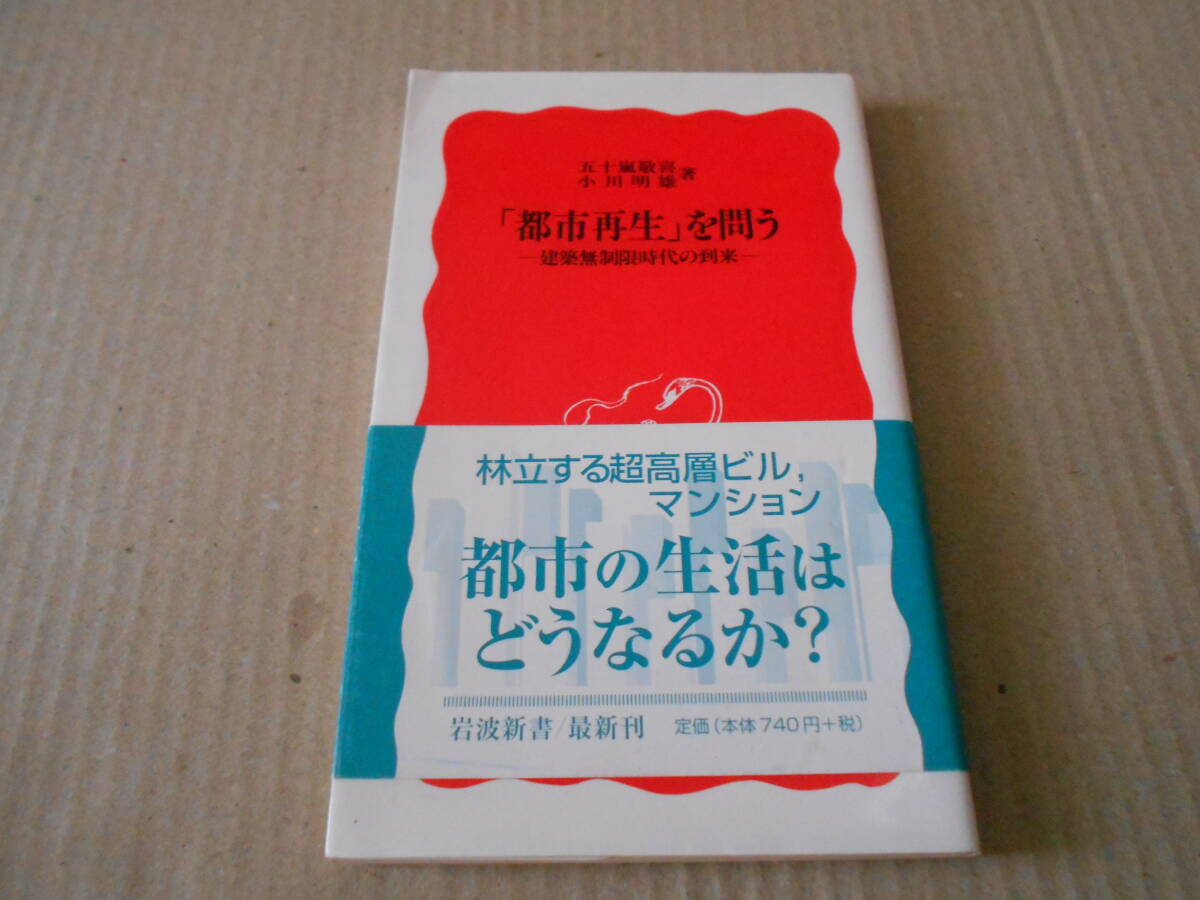 五十嵐敬喜
小川明雄 著
「都市再生」を問う
―建築無制限時代の到来―
林立する超高層ビル,
マンション
都市の生活は
どうなるか?
岩波新書/最新刊 定価(本体740円+税)